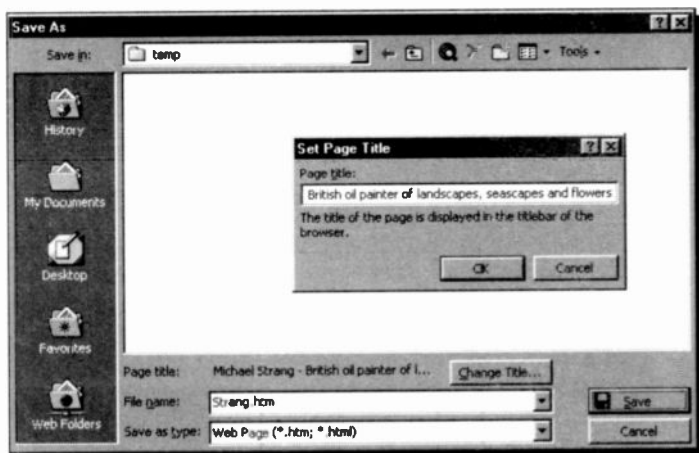 Save As
Save in:
temp
Tools
History
My Documents
Desktop
Favorites
Web Folders
Set Page Title
Page title:
British oil painter of landscapes, seascapes and flowers
The title of the page is displayed in the titlebar of the
browser.
OK
Cancel
Page title:
Michael Strang - British oil painter of l...
Change Title...
File name:
Strang.htm
Save
Save as type:
Web Page (*.htm; *.html)
Cancel